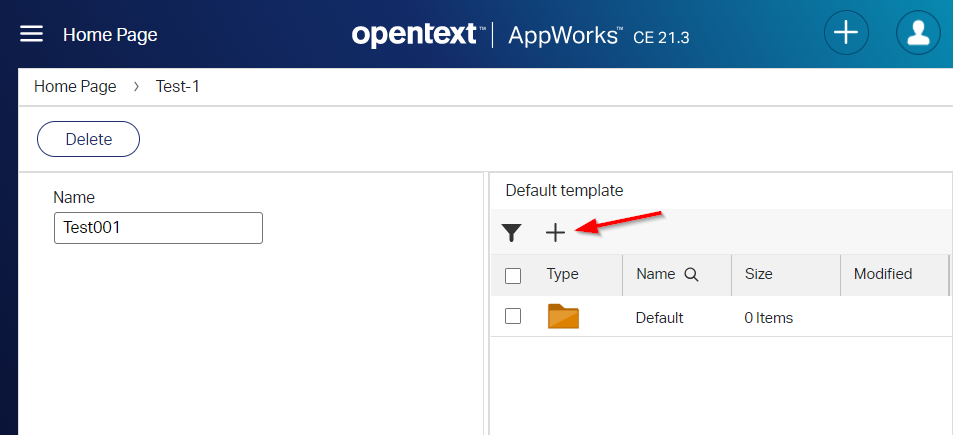 Home Page
opentext™ | AppWorks™ CE 21.3
Home Page > Test-1
Delete
Name
Test001
Default template
Type Name Size Modified
Default 0 Items